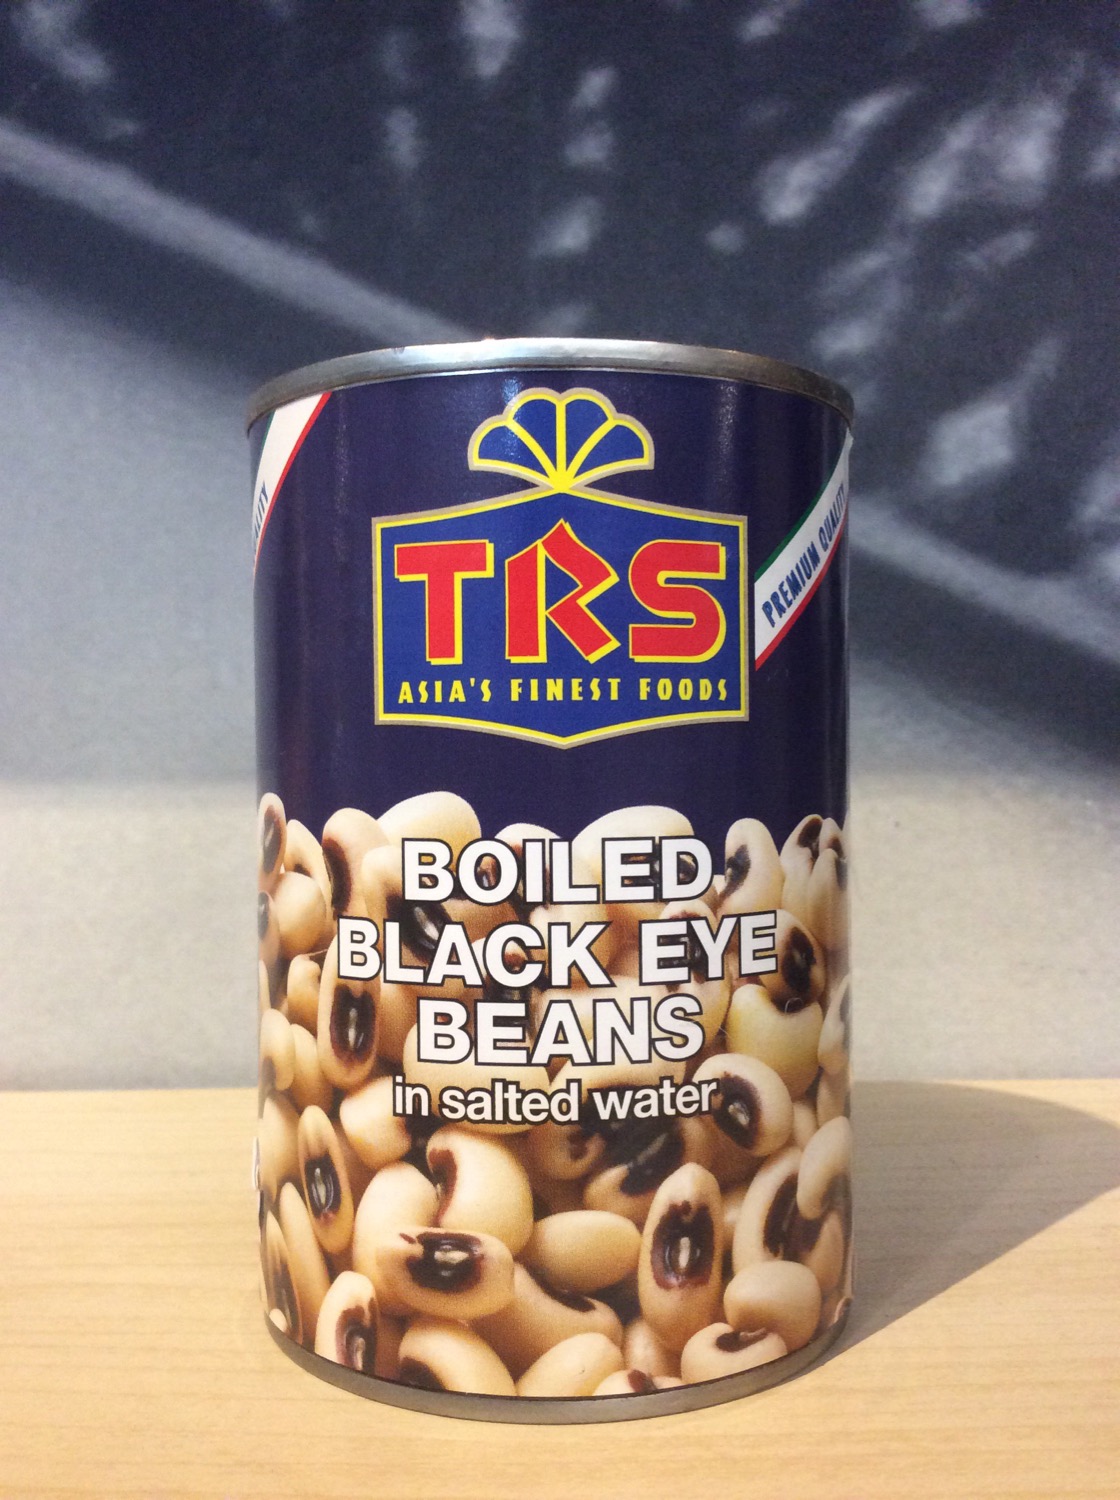 TRS
ASIA'S FINEST FOODS
PREMIUM QUALITY
BOILED
BLACK EYE
BEANS
in salted water